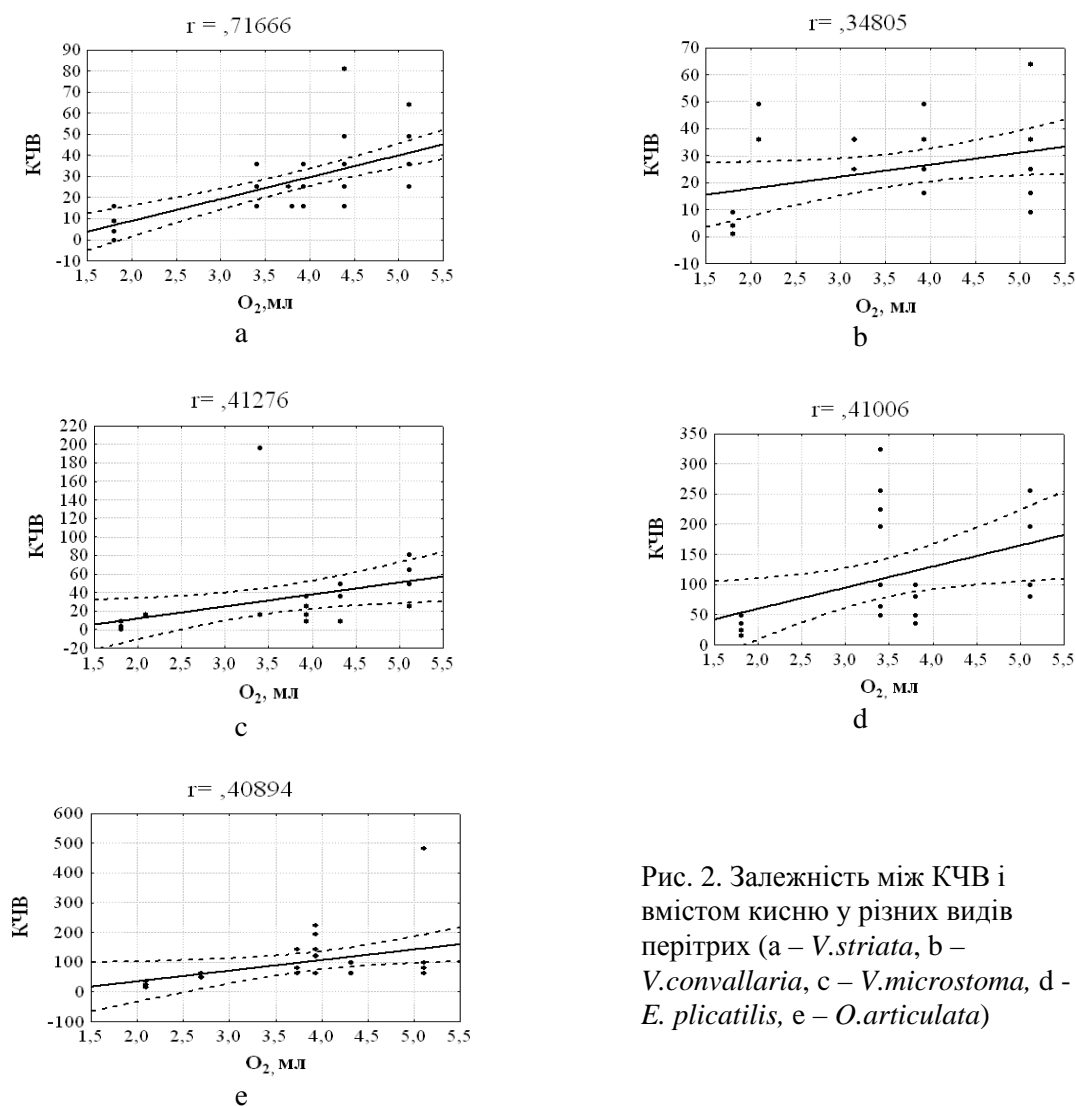 r = ,71666
КЧВ
90
80
70
60
50
40
30
20
10
0
-10
1,5 2,0 2,5 3,0 3,5 4,0 4,5 5,0 5,5
O₂,мл
a
r= ,34805
КЧВ
70
60
50
40
30
20
10
0
-10
1,5 2,0 2,5 3,0 3,5 4,0 4,5 5,0 5,5
O₂, мл
b
r= ,41276
КЧВ
220
200
180
160
140
120
100
80
60
40
20
0
-20
1,5 2,0 2,5 3,0 3,5 4,0 4,5 5,0 5,5
O₂, мл
c
r= ,41006
КЧВ
350
300
250
200
150
100
50
0
1,5 2,0 2,5 3,0 3,5 4,0 4,5 5,0 5,5
O₂, мл
d
r= ,40894
КЧВ
600
500
400
300
200
100
0
-100
1,5 2,0 2,5 3,0 3,5 4,0 4,5 5,0 5,5
O₂, мл
e
Рис. 2. Залежність між КЧВ і
вмістом кисню у різних видів
перітрих (a – V.striata, b –
V.convallaria, c – V.microstoma, d -
E. plicatilis, e – O.articulata)